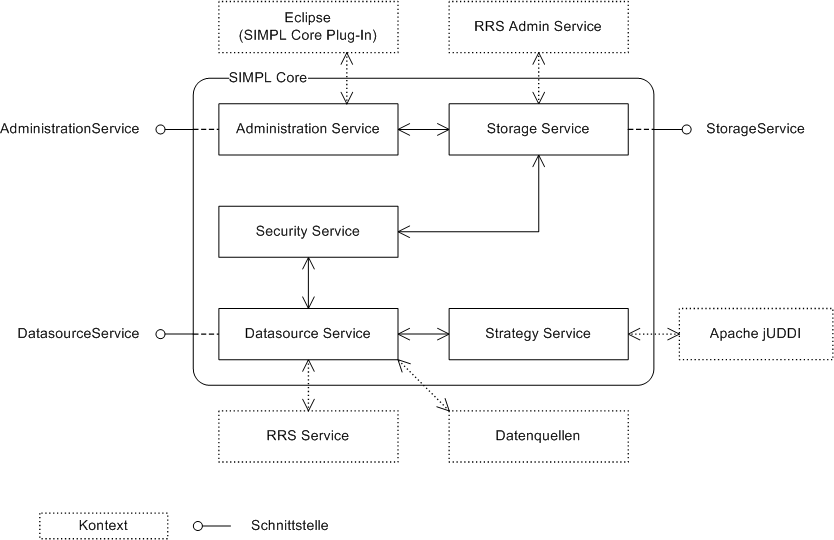 Eclipse
(SIMPL Core Plug-In)
RRS Admin Service
SIMPL Core
AdministrationService
Administration Service
Storage Service
StorageService
Security Service
DatasourceService
Datasource Service
Strategy Service
Apache jUDDI
RRS Service
Datenquellen
Kontext
Schnittstelle